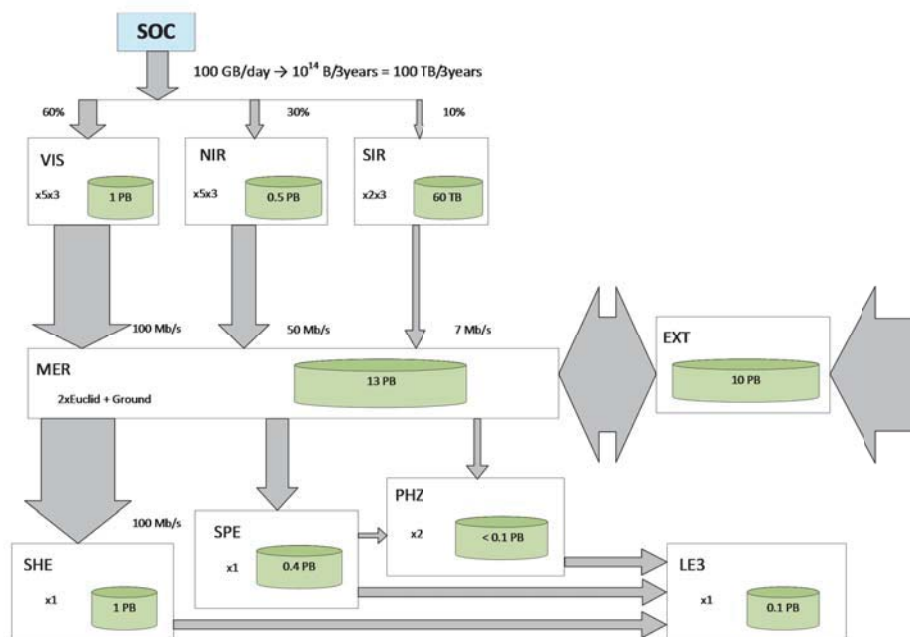 SOC
100 GB/day → 10¹⁴ B/3years = 100 TB/3years
60%
30%
10%
VIS
x5x3
1 PB
NIR
x5x3
0.5 PB
SIR
x2x3
60 TB
100 Mb/s
50 Mb/s
7 Mb/s
MER
13 PB
2xEuclid + Ground
EXT
10 PB
100 Mb/s
SHE
x1
1 PB
SPE
x1
0.4 PB
PHZ
x2
< 0.1 PB
LE3
x1
0.1 PB